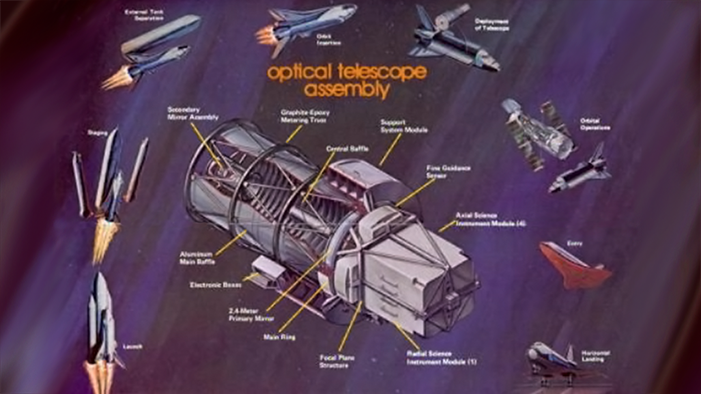 External Tank
Separation
Orbit
Insertion
Deployment
of Telescope
optical telescope
assembly
Secondary
Mirror Assembly
Graphite-Epoxy
Metering Truss
Support
System Module
Staging
Central Baffle
Orbital
Operations
Fine Guidance
Sensor
Axial Science
Instrument Module (4)
Aluminum
Main Baffle
Entry
Electronic Boxes
2.4-Meter
Primary Mirror
Main Ring
Launch
Focal Plane
Structure
Radial Science
Instrument Module (1)
Horizontal
Landing